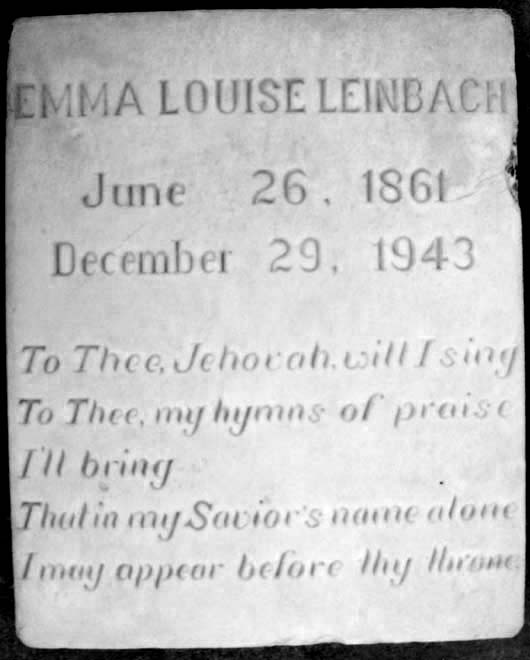 EMMA LOUISE LEINBACH
June 26, 1861
December 29, 1943
To Thee, Jehovah, will I sing
To Thee, my hymns of praise
I'll bring
That in my Savior's name alone
I may appear before thy throne.